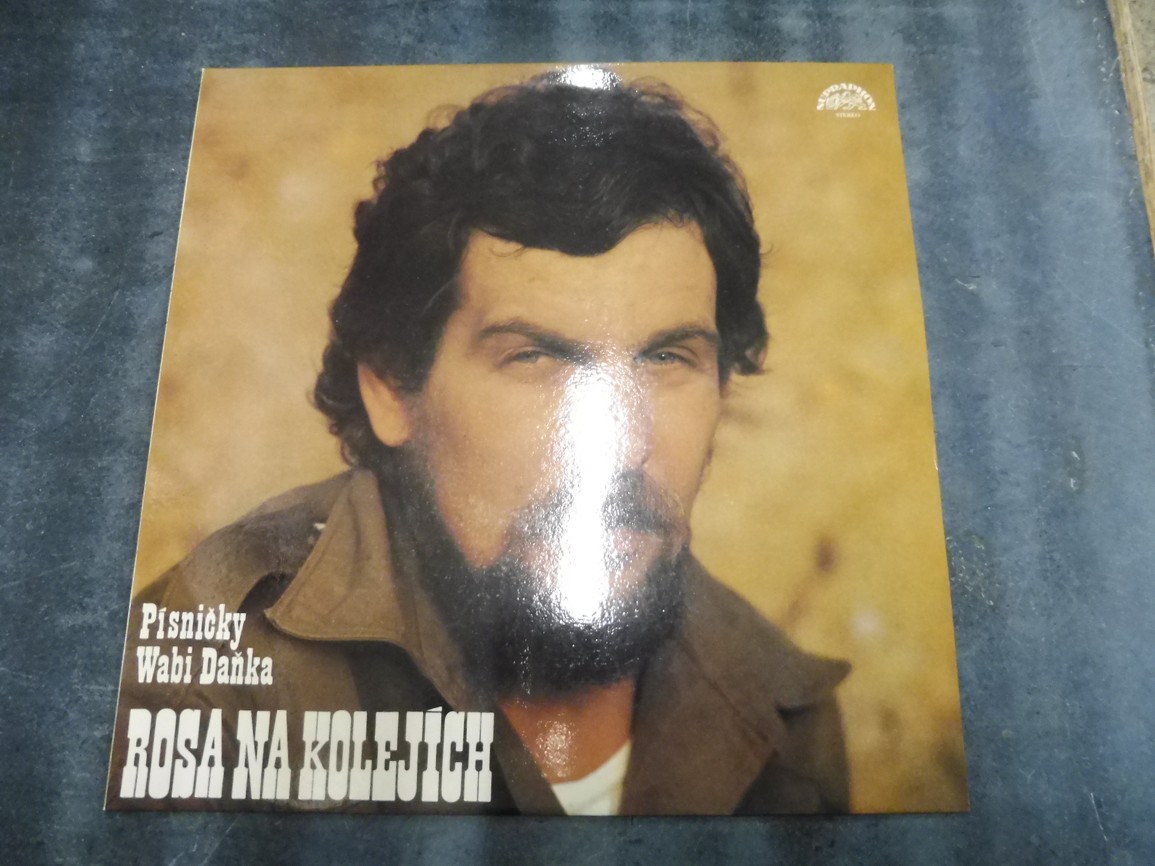 SUPRAPHON
STEREO
Písničky
Wabi Daňka
ROSA NA KOLEJÍCH